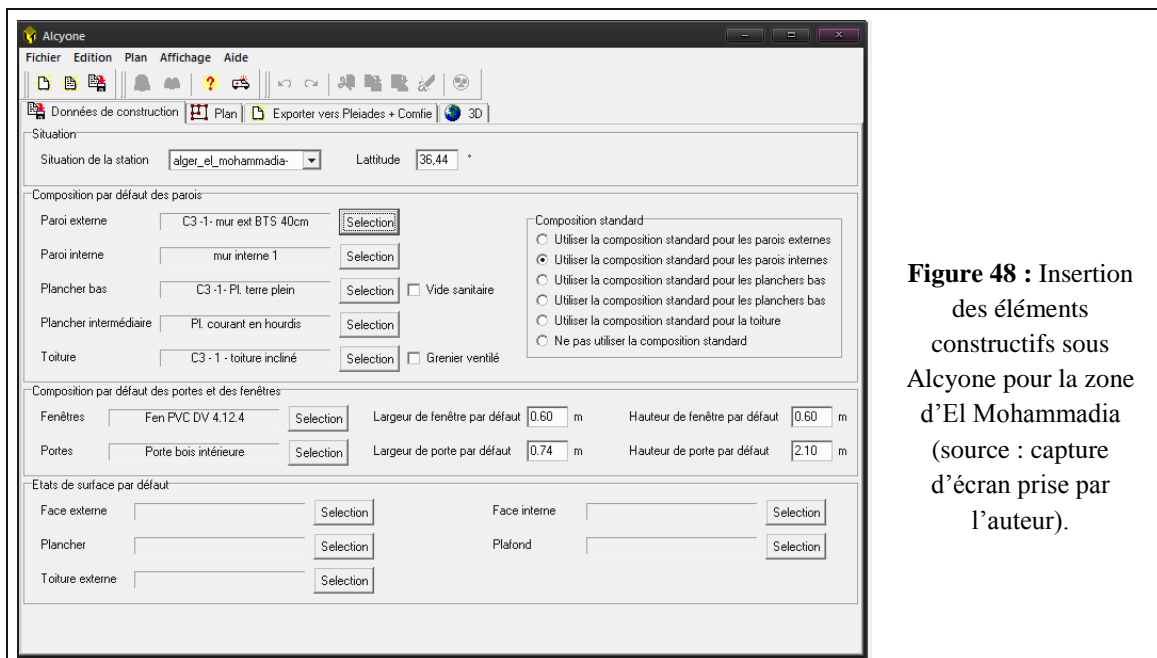 Alcyone
Fichier Edition Plan Affichage Aide
Données de construction Plan Exporter vers Pleiades + Comfie 3D
Situation
Situation de la station alger_el_mohammadia- Lattitude 36,44 °
Composition par défaut des parois
Paroi externe C3 -1- mur ext BTS 40cm Selection
Paroi interne mur interne 1 Selection
Plancher bas C3 -1- Pl. terre plein Selection Vide sanitaire
Plancher intermédiaire Pl. courant en hourdis Selection
Toiture C3 - 1 - toiture incliné Selection Grenier ventilé
Composition standard
Utiliser la composition standard pour les parois externes
Utiliser la composition standard pour les parois internes
Utiliser la composition standard pour les planchers bas
Utiliser la composition standard pour les planchers bas
Utiliser la composition standard pour la toiture
Ne pas utiliser la composition standard
Composition par défaut des portes et des fenêtres
Fenêtres Fen PVC DV 4.12.4 Selection Largeur de fenêtre par défaut 0.60 m Hauteur de fenêtre par défaut 0.60 m
Portes Porte bois intérieure Selection Largeur de porte par défaut 0.74 m Hauteur de porte par défaut 2.10 m
Etats de surface par défaut
Face externe Selection Face interne Selection
Plancher Selection Plafond Selection
Toiture externe Selection
Figure 48 : Insertion
des éléments
constructifs sous
Alcyone pour la zone
d’El Mohammadia
(source : capture
d’écran prise par
l’auteur).